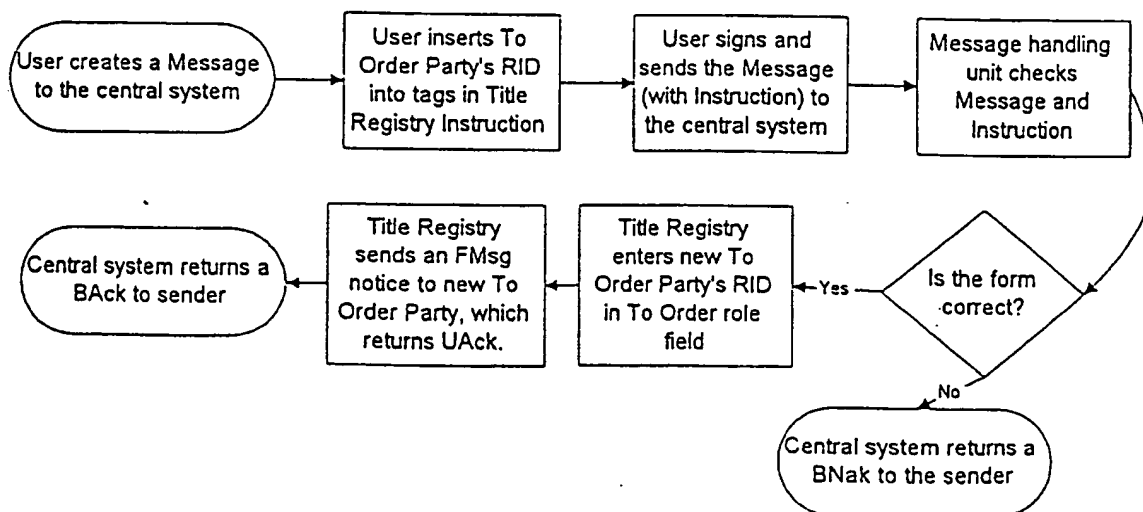 User creates a Message
to the central system
User inserts To
Order Party's RID
into tags in Title
Registry Instruction
User signs and
sends the Message
(with Instruction) to
the central system
Message handling
unit checks
Message and
Instruction
Is the form
correct?
Yes
Title Registry
enters new To
Order Party's RID
in To Order role
field
Title Registry
sends an FMsg
notice to new To
Order Party, which
returns UAck.
Central system returns a
BAck to sender
No
Central system returns a
BNak to the sender